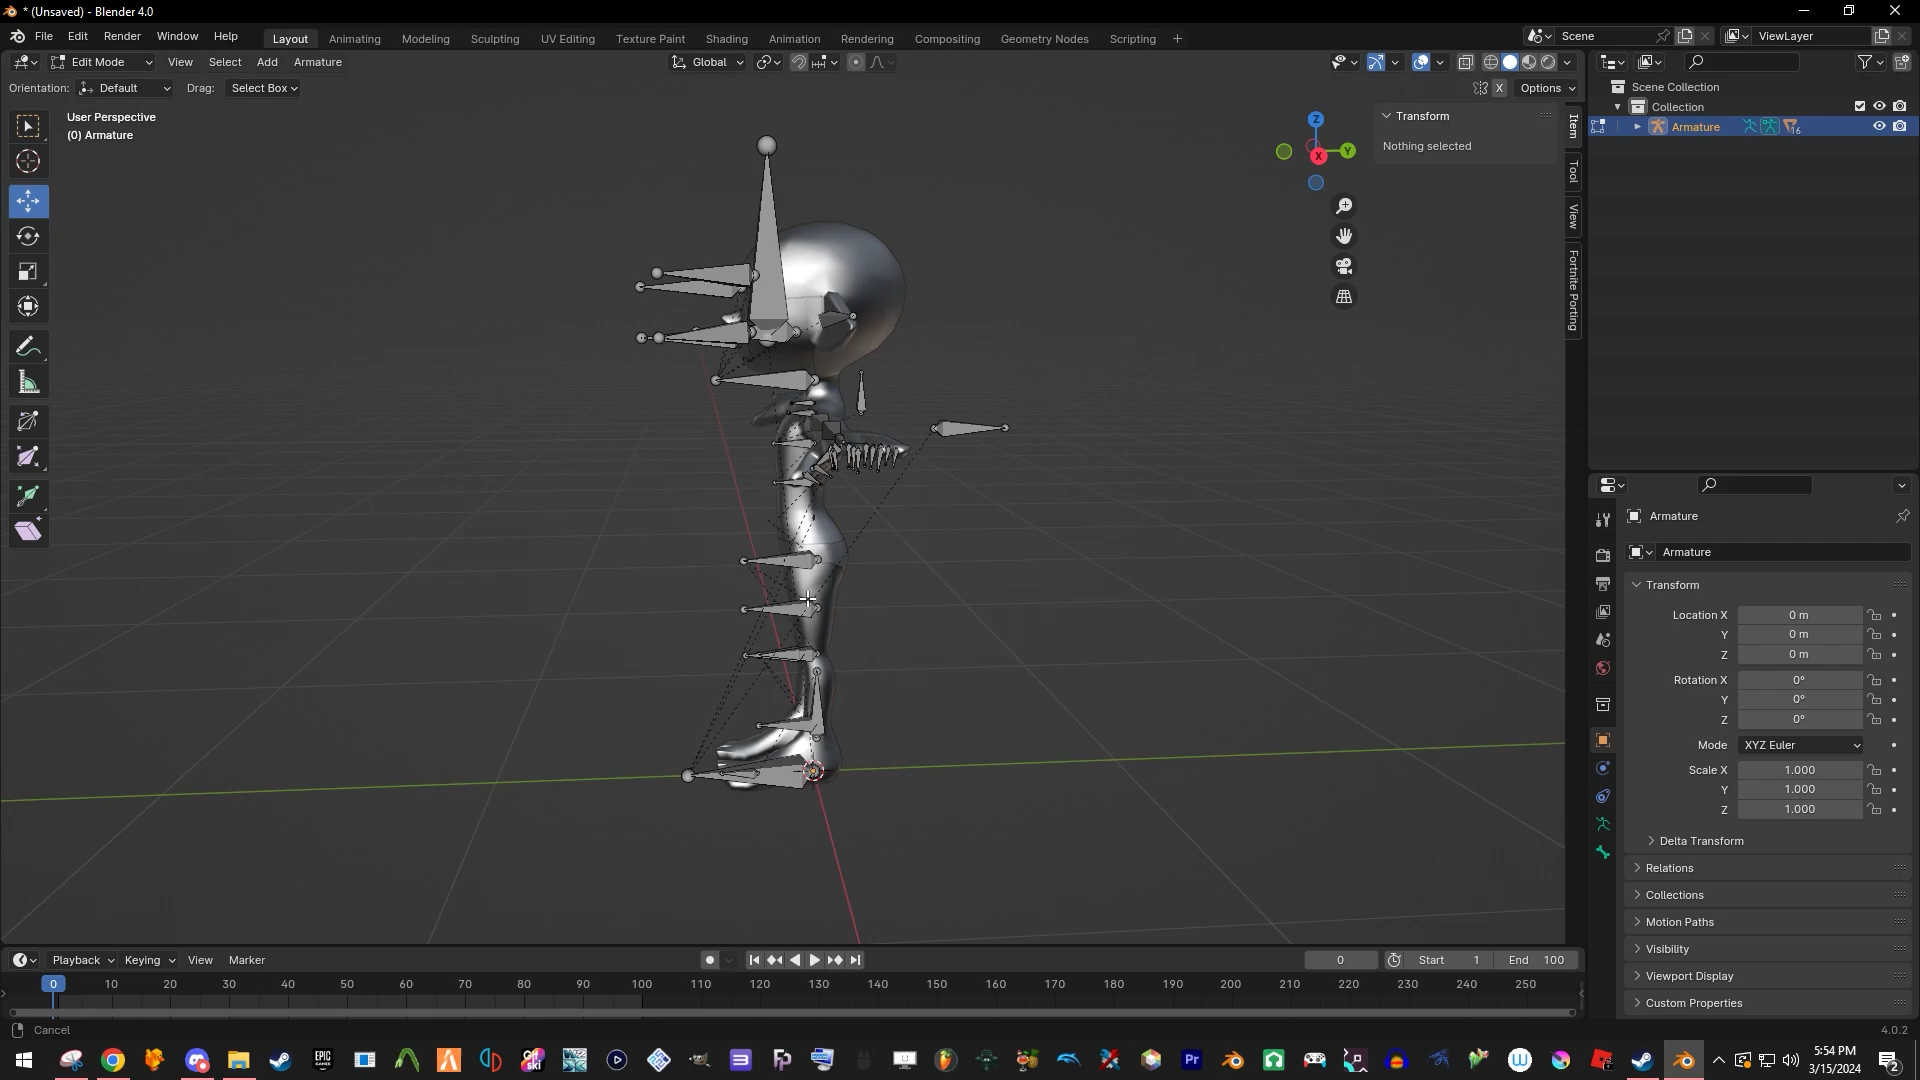 * (Unsaved) - Blender 4.0
File Edit Render Window Help
Layout Animating Modeling Sculpting UV Editing Texture Paint Shading Animation Rendering Compositing Geometry Nodes Scripting +
Scene
ViewLayer
Edit Mode View Select Add Armature
Global
Orientation: Default Drag: Select Box
X Options
User Perspective
(0) Armature
Z
Y
X
Transform
Nothing selected
Item
Tool
View
Fortnite Porting
Scene Collection
Collection
Armature 16
Armature
Armature
Transform
Location X 0 m
Y 0 m
Z 0 m
Rotation X 0°
Y 0°
Z 0°
Mode XYZ Euler
Scale X 1.000
Y 1.000
Z 1.000
Delta Transform
Relations
Collections
Motion Paths
Visibility
Viewport Display
Custom Properties
Playback Keying View Marker
0 Start 1 End 100
0 10 20 30 40 50 60 70 80 90 100 110 120 130 140 150 160 170 180 190 200 210 220 230 240 250
Cancel
4.0.2
EPIC GAMES
Pr
5:54 PM
3/15/2024
2